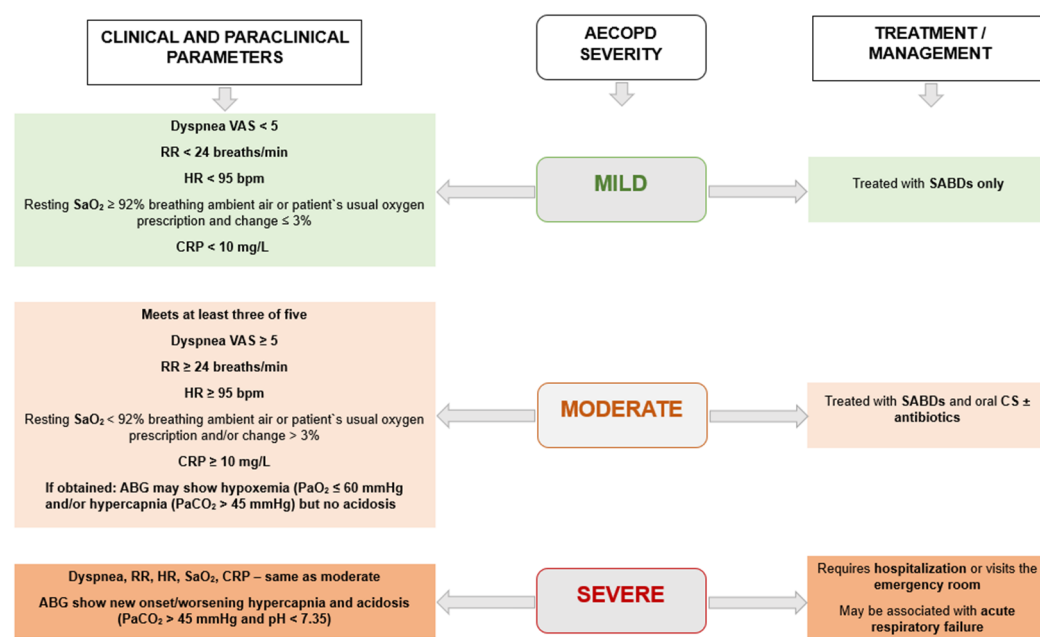 CLINICAL AND PARACLINICAL
PARAMETERS
AECOPD
SEVERITY
TREATMENT /
MANAGEMENT
Dyspnea VAS < 5
RR < 24 breaths/min
HR < 95 bpm
Resting SaO₂ ≥ 92% breathing ambient air or patient`s usual oxygen
prescription and change ≤ 3%
CRP < 10 mg/L
MILD
Treated with SABDs only
Meets at least three of five
Dyspnea VAS ≥ 5
RR ≥ 24 breaths/min
HR ≥ 95 bpm
Resting SaO₂ < 92% breathing ambient air or patient`s usual oxygen
prescription and/or change > 3%
CRP ≥ 10 mg/L
If obtained: ABG may show hypoxemia (PaO₂ ≤ 60 mmHg
and/or hypercapnia (PaCO₂ > 45 mmHg) but no acidosis
MODERATE
Treated with SABDs and oral CS ±
antibiotics
Dyspnea, RR, HR, SaO₂, CRP – same as moderate
ABG show new onset/worsening hypercapnia and acidosis
(PaCO₂ > 45 mmHg and pH < 7.35)
SEVERE
Requires hospitalization or visits the
emergency room
May be associated with acute
respiratory failure